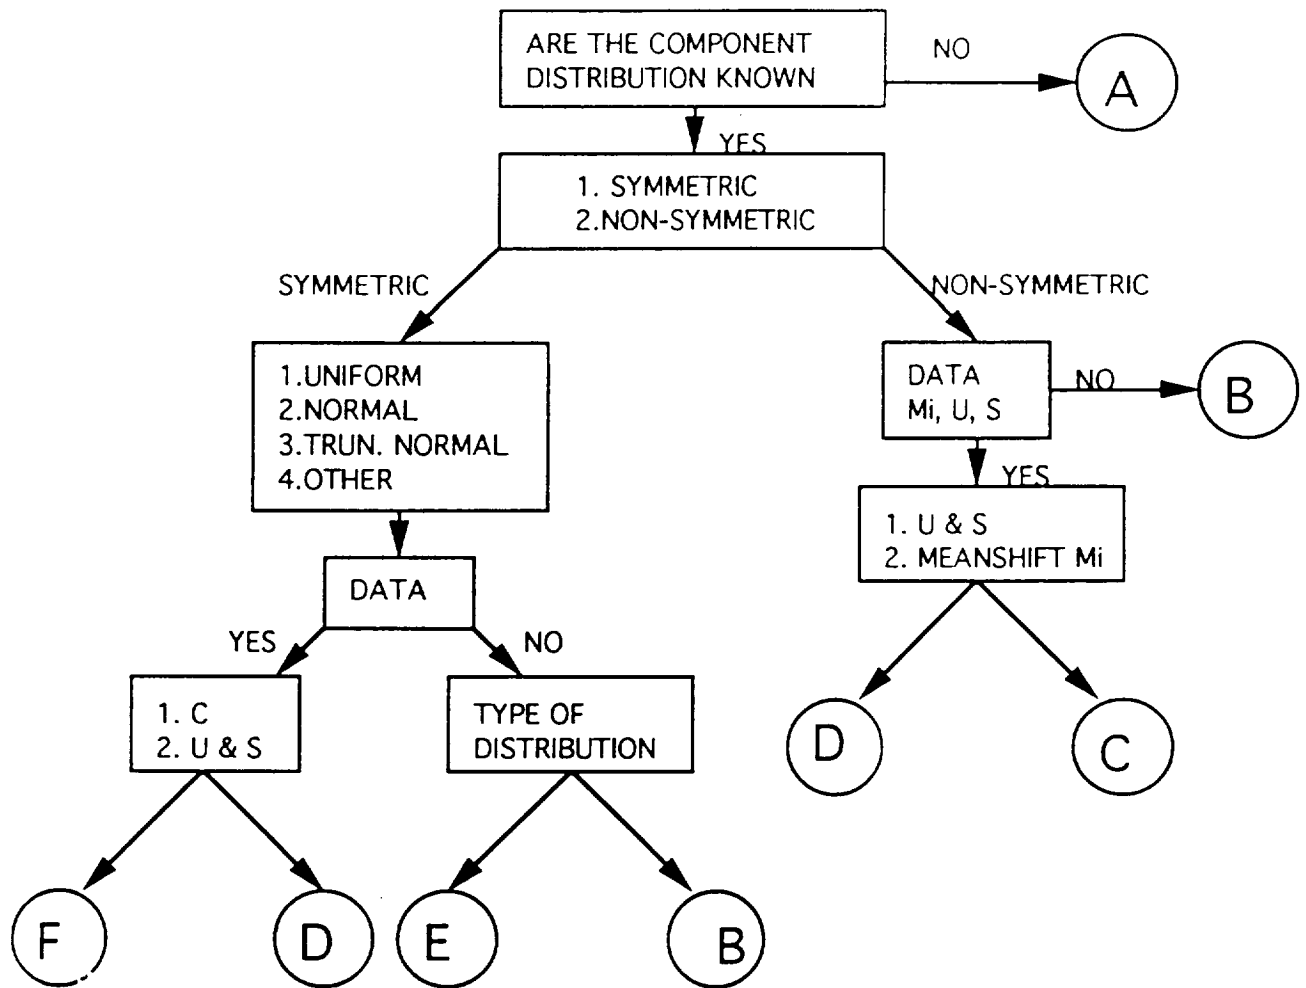 ARE THE COMPONENT
DISTRIBUTION KNOWN
NO
A
YES
1. SYMMETRIC
2.NON-SYMMETRIC
SYMMETRIC
NON-SYMMETRIC
1.UNIFORM
2.NORMAL
3.TRUN. NORMAL
4.OTHER
DATA
Mi, U, S
NO
B
YES
1. U & S
2. MEANSHIFT Mi
DATA
YES
NO
1. C
2. U & S
TYPE OF
DISTRIBUTION
D
C
F
D
E
B